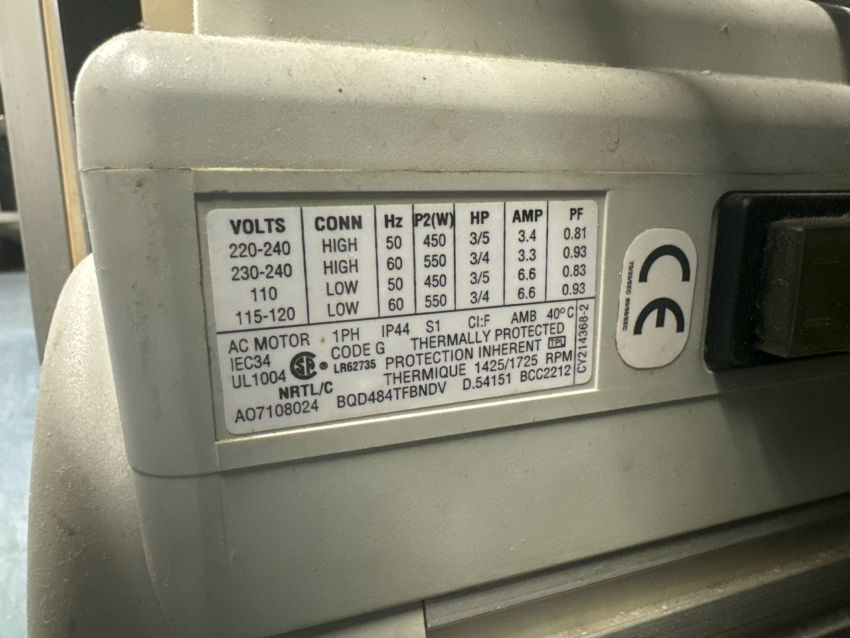 VOLTS CONN Hz P2(W) HP AMP PF
220-240 HIGH 50 450 3/5 3.4 0.81
230-240 HIGH 60 550 3/4 3.3 0.93
110 LOW 50 450 3/5 6.6 0.83
115-120 LOW 60 550 3/4 6.6 0.93
AC MOTOR 1PH IP44 S1 Cl:F AMB 40°C
IEC34 CODE G THERMALLY PROTECTED
UL1004 SA ® LR62735 PROTECTION INHERENT TP
NRTL/C THERMIQUE 1425/1725 RPM
AO7108024 BQD484TFBNDV D.54151 BCC2212
CY214368-2
CE